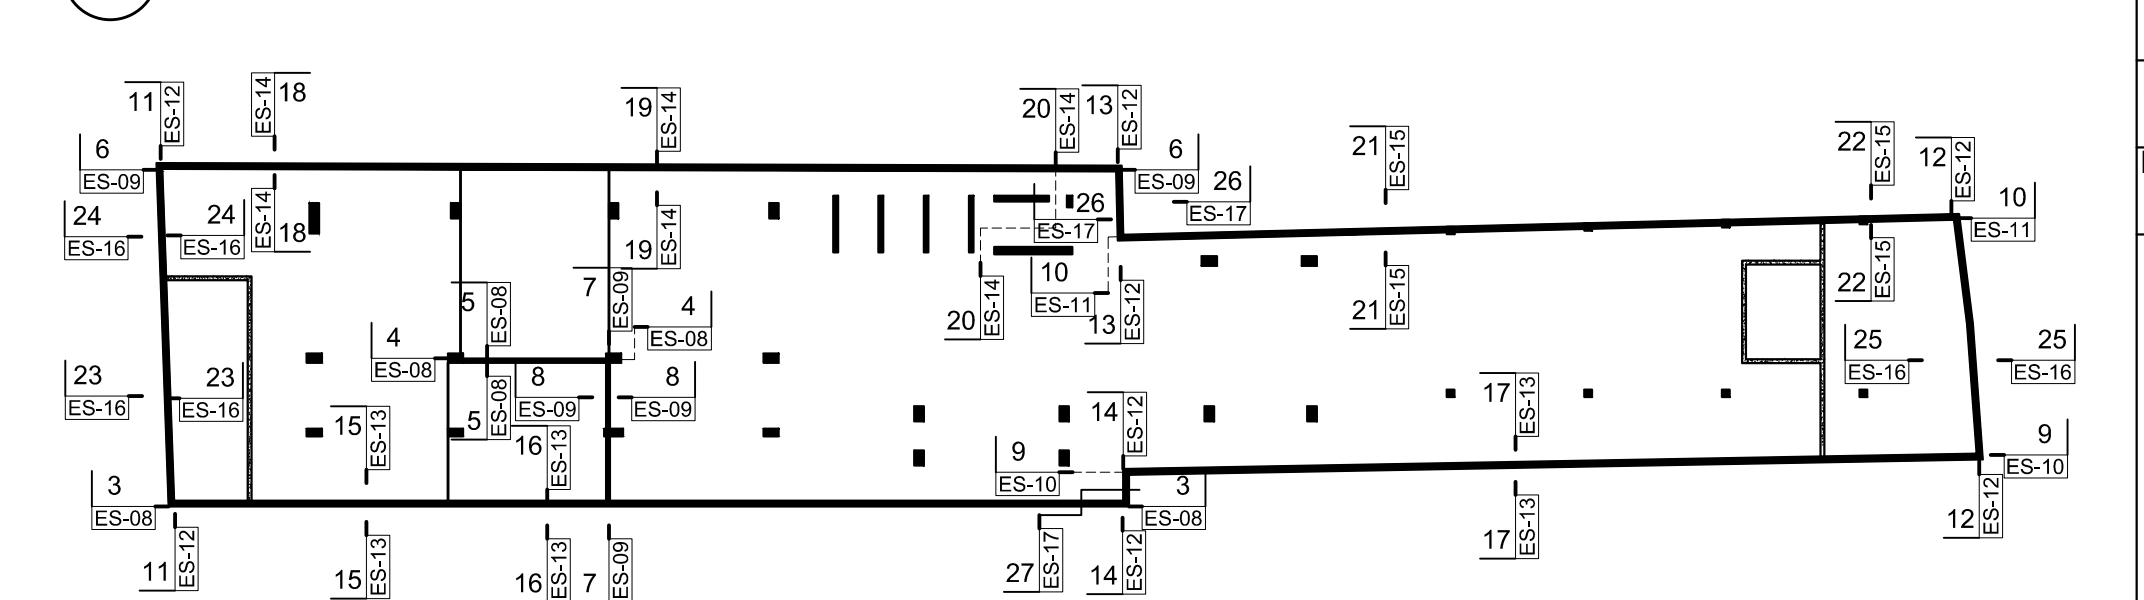 11
ES-12
ES-14
18
19
ES-14
20
ES-14
13
ES-12
21
ES-15
22
ES-15
12
ES-12
6
ES-09
6
ES-09
26
ES-17
10
ES-11
24
ES-16
24
ES-16
ES-14
18
19
ES-14
26
ES-17
10
ES-11
20
ES-14
13
ES-12
21
ES-15
22
ES-15
5
ES-08
7
ES-09
4
ES-08
4
ES-08
23
ES-16
23
ES-16
8
ES-09
8
ES-09
25
ES-16
25
ES-16
15
ES-13
5
ES-08
16
ES-13
14
ES-12
17
ES-13
9
ES-10
9
ES-10
3
ES-08
3
ES-08
11
ES-12
15
ES-13
16
ES-13
7
ES-09
27
ES-17
14
ES-12
17
ES-13
12
ES-12